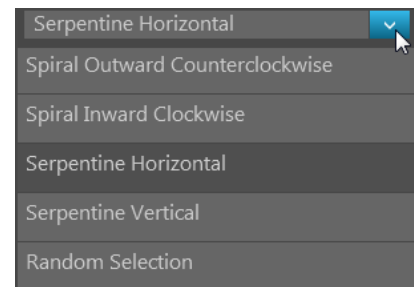 Serpentine Horizontal
Spiral Outward Counterclockwise
Spiral Inward Clockwise
Serpentine Horizontal
Serpentine Vertical
Random Selection